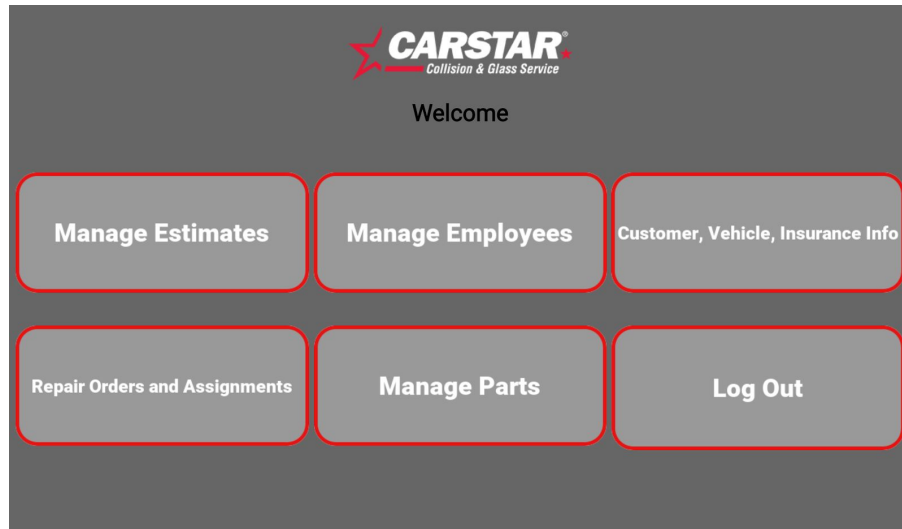 CARSTAR®
Collision & Glass Service
Welcome
Manage Estimates
Manage Employees
Customer, Vehicle, Insurance Info
Repair Orders and Assignments
Manage Parts
Log Out